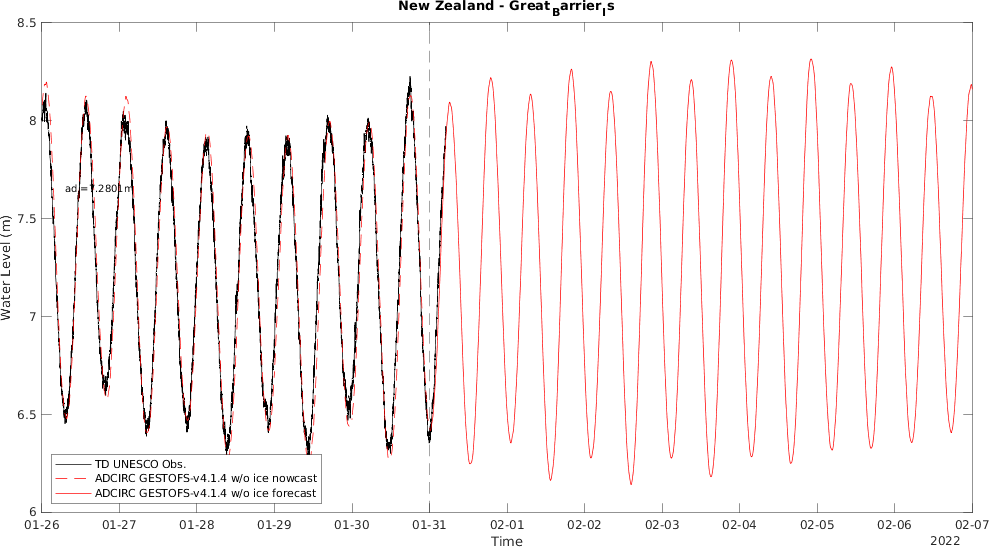 New Zealand - GreatBarrierIs
8.5
8
7.5
7
6.5
6
Water Level (m)
adj=7.2801m
TD UNESCO Obs.
ADCIRC GESTOFS-v4.1.4 w/o ice nowcast
ADCIRC GESTOFS-v4.1.4 w/o ice forecast
01-26 01-27 01-28 01-29 01-30 01-31 02-01 02-02 02-03 02-04 02-05 02-06 02-07
Time
2022